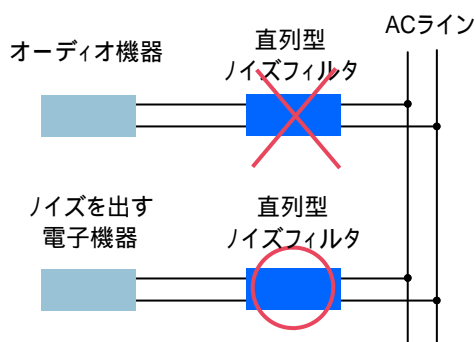 ACライン
オーディオ機器
直列型
ノイズフィルタ
ノイズを出す
電子機器
直列型
ノイズフィルタ